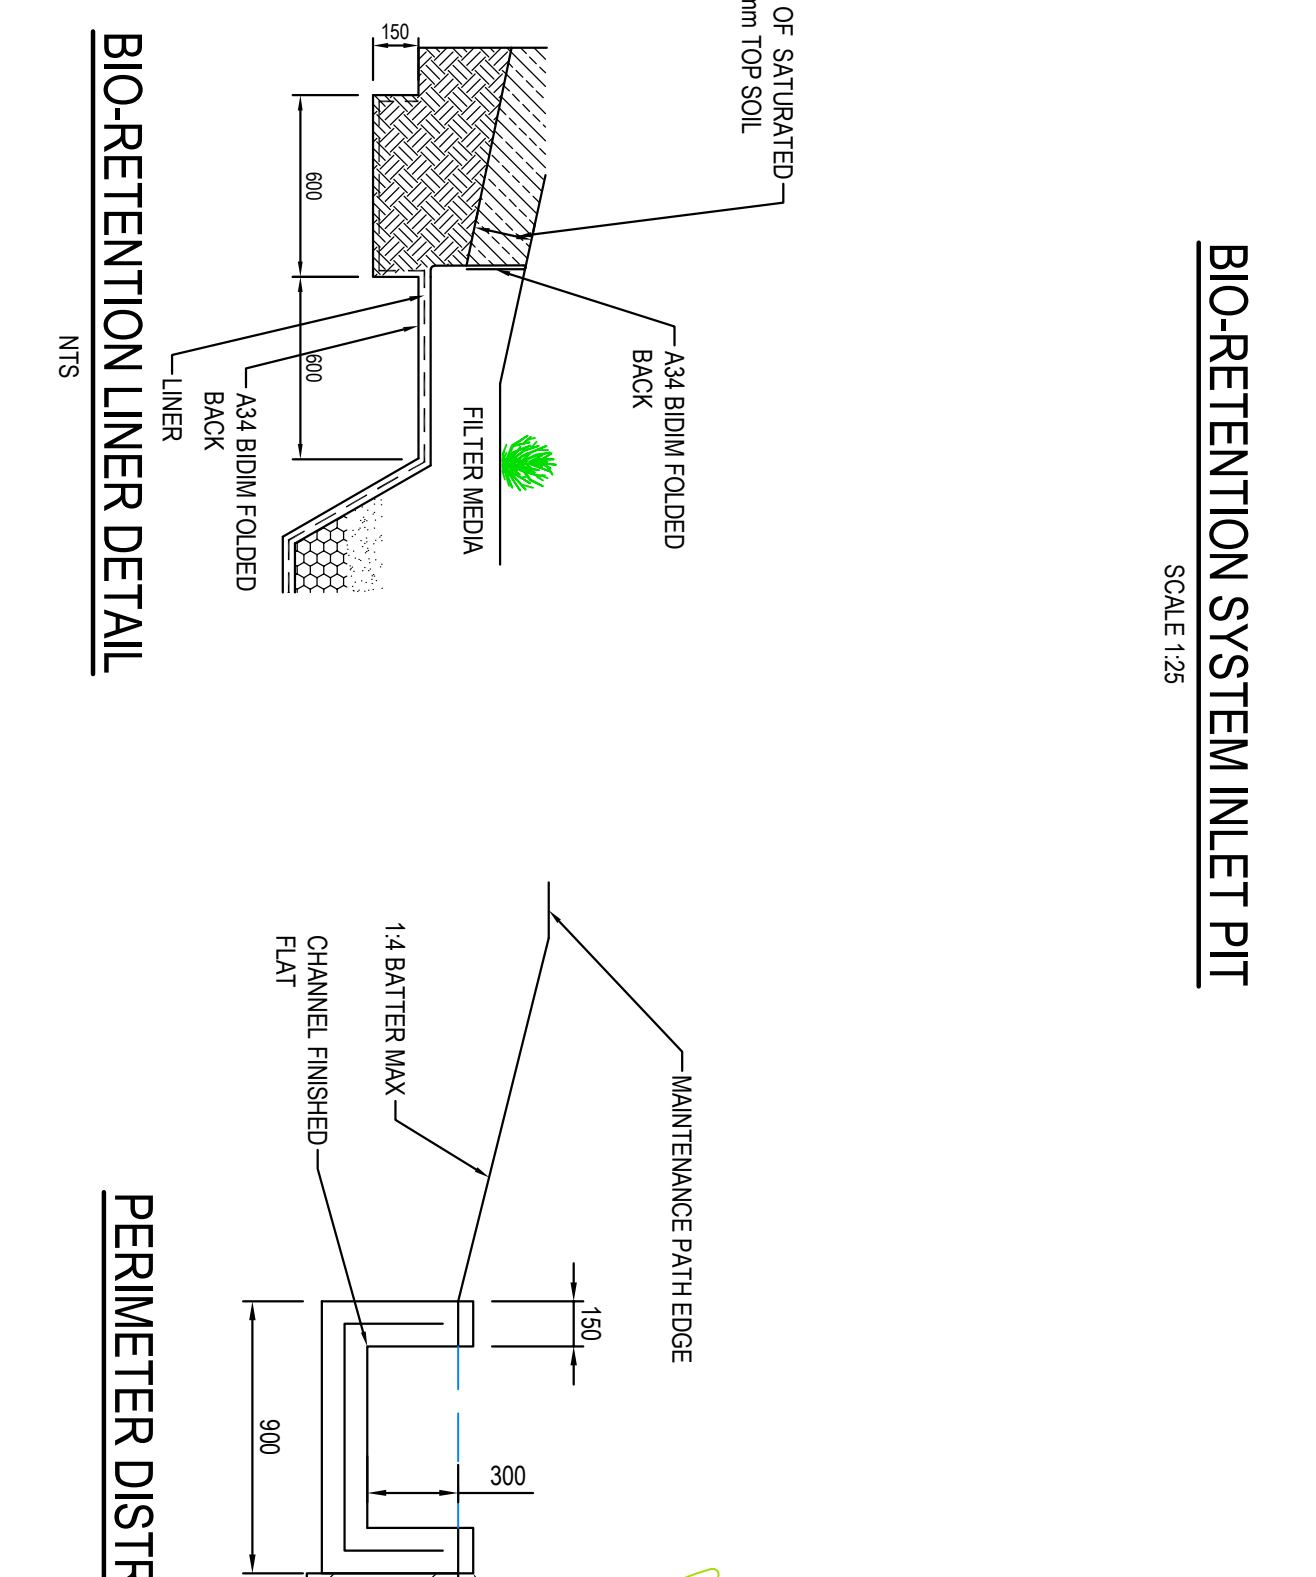 BIO-RETENTION SYSTEM INLET PIT
SCALE 1:25
OF SATURATED
mm TOP SOIL
A34 BIDIM FOLDED
BACK
FILTER MEDIA
150
600
600
A34 BIDIM FOLDED
BACK
LINER
BIO-RETENTION LINER DETAIL
NTS
MAINTENANCE PATH EDGE
1:4 BATTER MAX
CHANNEL FINISHED
FLAT
150
300
900
PERIMETER DISTR